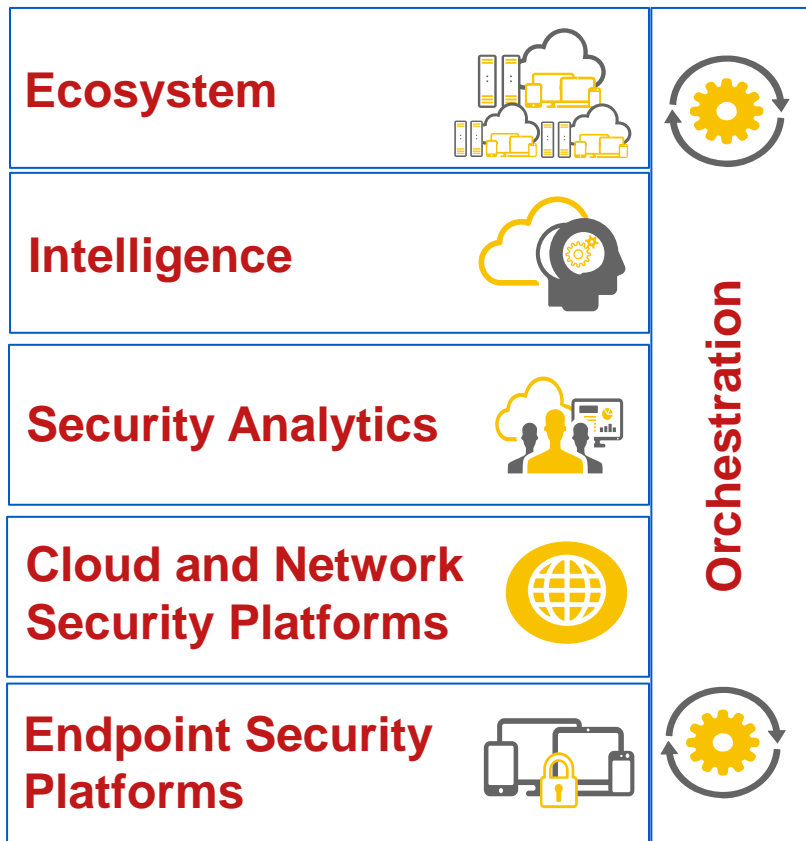 Ecosystem
Intelligence
Security Analytics
Cloud and Network
Security Platforms
Endpoint Security
Platforms
Orchestration